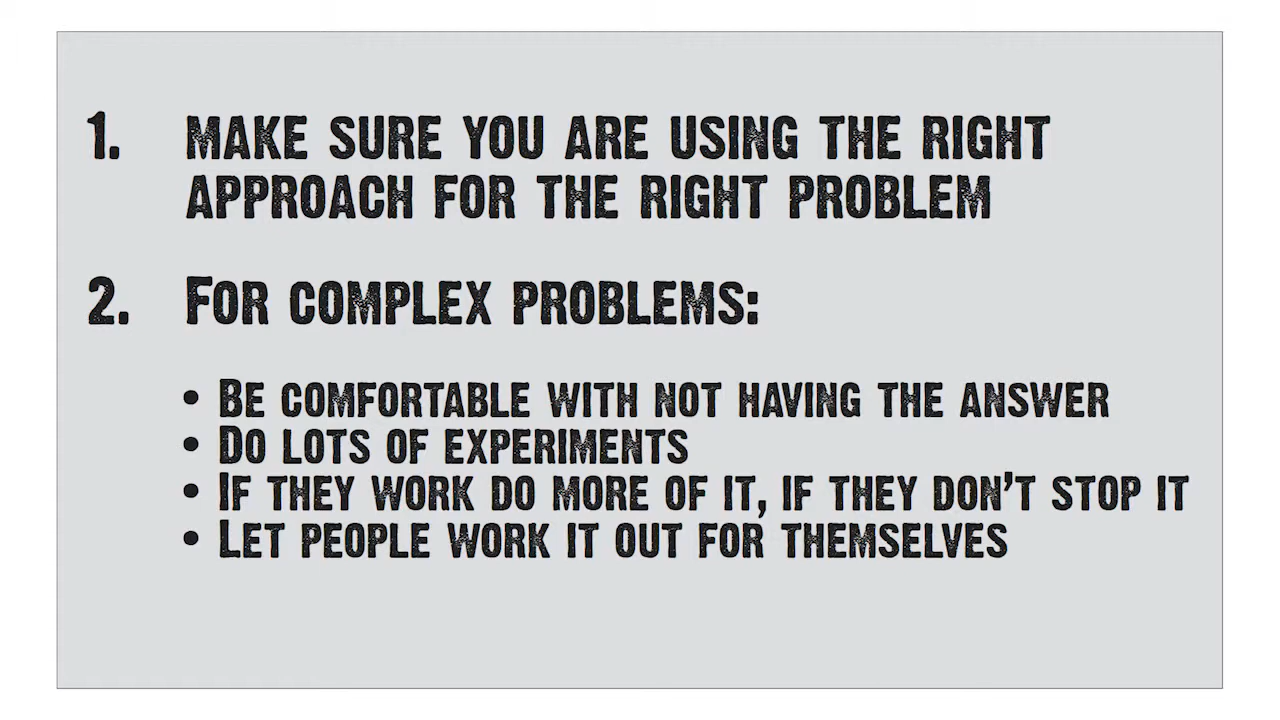 1. MAKE SURE YOU ARE USING THE RIGHT
APPROACH FOR THE RIGHT PROBLEM
2. FOR COMPLEX PROBLEMS:
• BE COMFORTABLE WITH NOT HAVING THE ANSWER
• DO LOTS OF EXPERIMENTS
• IF THEY WORK DO MORE OF IT, IF THEY DON'T STOP IT
• LET PEOPLE WORK IT OUT FOR THEMSELVES